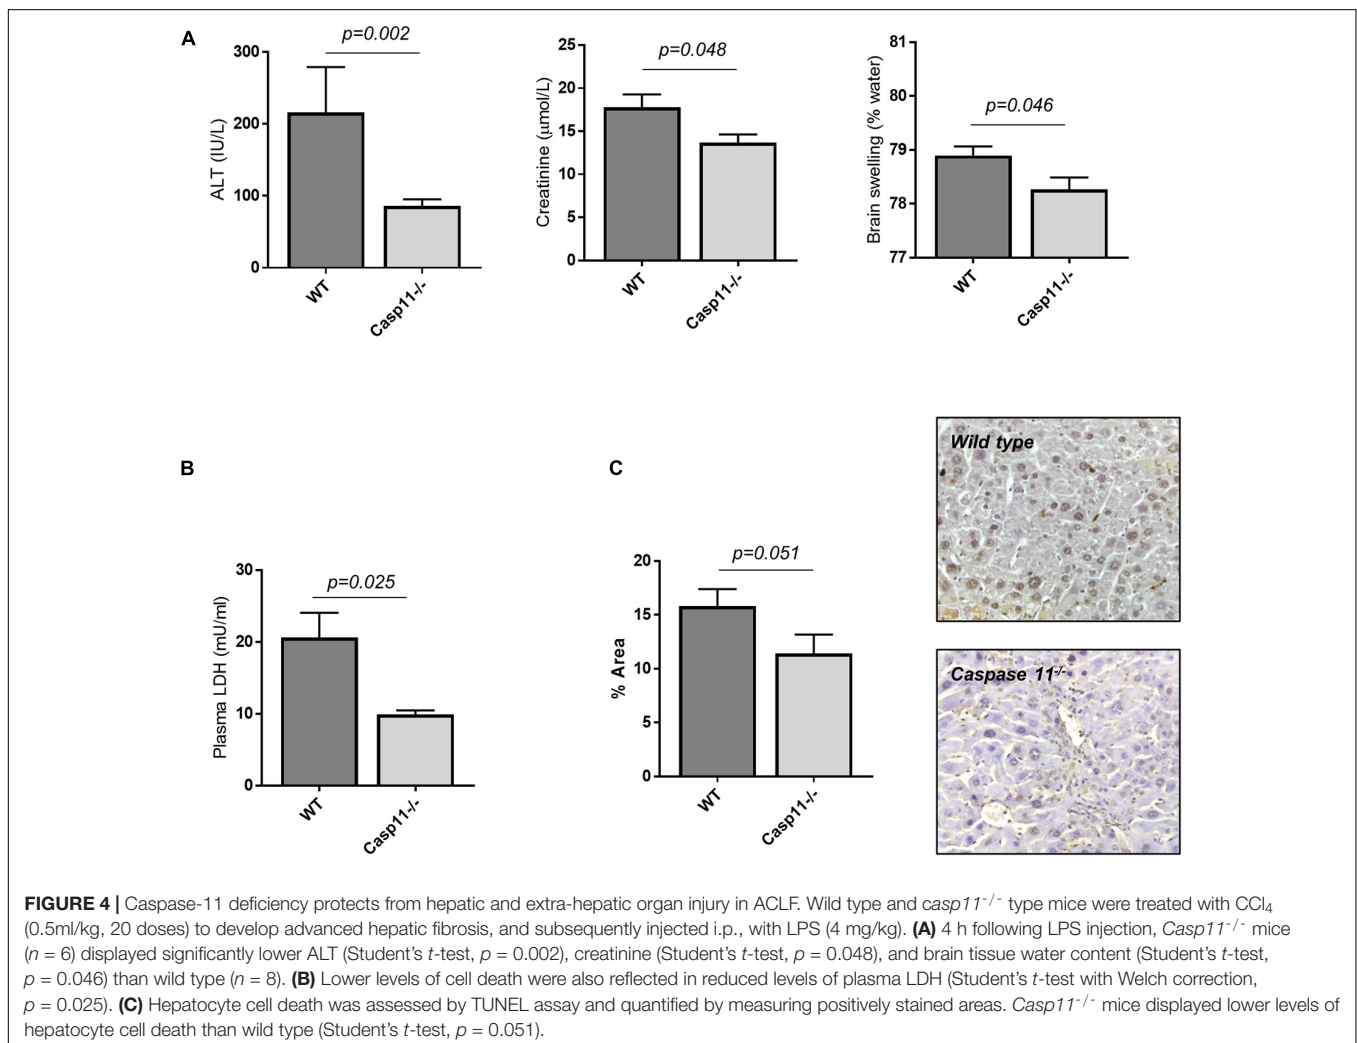 A
p=0.002
300
200
100
0
ALT (IU/L)
WT
Casp11-/-
p=0.048
25
20
15
10
5
0
Creatinine (µmol/L)
WT
Casp11-/-
p=0.046
81
80
79
78
77
Brain swelling (% water)
WT
Casp11-/-
B
p=0.025
30
20
10
0
Plasma LDH (mU/ml)
WT
Casp11-/-
C
p=0.051
20
15
10
5
0
% Area
WT
Casp11-/-
Wild type
Caspase 11-/-
FIGURE 4 | Caspase-11 deficiency protects from hepatic and extra-hepatic organ injury in ACLF. Wild type and casp11−/− type mice were treated with CCl4
(0.5ml/kg, 20 doses) to develop advanced hepatic fibrosis, and subsequently injected i.p., with LPS (4 mg/kg). (A) 4 h following LPS injection, Casp11−/− mice
(n = 6) displayed significantly lower ALT (Student's t-test, p = 0.002), creatinine (Student's t-test, p = 0.048), and brain tissue water content (Student's t-test,
p = 0.046) than wild type (n = 8). (B) Lower levels of cell death were also reflected in reduced levels of plasma LDH (Student's t-test with Welch correction,
p = 0.025). (C) Hepatocyte cell death was assessed by TUNEL assay and quantified by measuring positively stained areas. Casp11−/− mice displayed lower levels of
hepatocyte cell death than wild type (Student's t-test, p = 0.051).